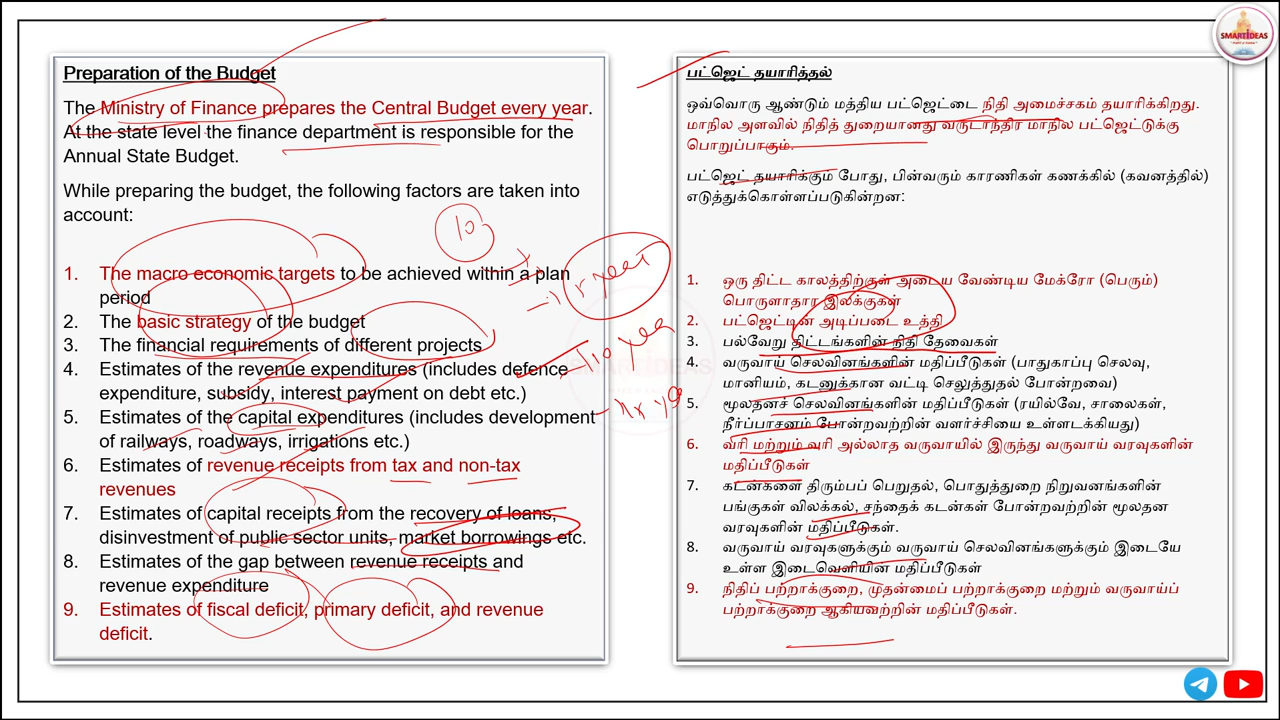 SMARTIDEAS
Preparation of the Budget
The Ministry of Finance prepares the Central Budget every year.
At the state level the finance department is responsible for the
Annual State Budget.
While preparing the budget, the following factors are taken into
account:
1. The macro economic targets to be achieved within a plan
period
2. The basic strategy of the budget
3. The financial requirements of different projects
4. Estimates of the revenue expenditures (includes defence
expenditure, subsidy, interest payment on debt etc.)
5. Estimates of the capital expenditures (includes development
of railways, roadways, irrigations etc.)
6. Estimates of revenue receipts from tax and non-tax
revenues
7. Estimates of capital receipts from the recovery of loans,
disinvestment of public sector units, market borrowings etc.
8. Estimates of the gap between revenue receipts and
revenue expenditure
9. Estimates of fiscal deficit, primary deficit, and revenue
deficit.
10
பட்ஜெட் தயாரித்தல்
ஒவ்வொரு ஆண்டும் மத்திய பட்ஜெட்டை நிதி அமைச்சகம் தயாரிக்கிறது.
மாநில அளவில் நிதித் துறையானது வருடாந்திர மாநில பட்ஜெட்டுக்கு
பொறுப்பாகும்.
பட்ஜெட் தயாரிக்கும் போது, பின்வரும் காரணிகள் கணக்கில் (கவனத்தில்)
எடுத்துக்கொள்ளப்படுகின்றன:
1. ஒரு திட்ட காலத்திற்குள் அடைய வேண்டிய மேக்ரோ (பெரும்)
பொருளாதார இலக்குகள்
2. பட்ஜெட்டின் அடிப்படை உத்தி
3. பல்வேறு திட்டங்களின் நிதி தேவைகள்
4. வருவாய் செலவினங்களின் மதிப்பீடுகள் (பாதுகாப்பு செலவு,
மானியம், கடனுக்கான வட்டி செலுத்துதல் போன்றவை)
5. மூலதனச் செலவினங்களின் மதிப்பீடுகள் (ரயில்வே, சாலைகள்,
நீர்ப்பாசனம் போன்றவற்றின் வளர்ச்சியை உள்ளடக்கியது)
6. வரி மற்றும் வரி அல்லாத வருவாயில் இருந்து வருவாய் வரவுகளின்
மதிப்பீடுகள்
7. கடன்களை திரும்பப் பெறுதல், பொதுத்துறை நிறுவனங்களின்
பங்குகள் விலக்கல், சந்தைக் கடன்கள் போன்றவற்றின் மூலதன
வரவுகளின் மதிப்பீடுகள்.
8. வருவாய் வரவுகளுக்கும் வருவாய் செலவினங்களுக்கும் இடையே
உள்ள இடைவெளியின் மதிப்பீடுகள்
9. நிதிப் பற்றாக்குறை, முதன்மைப் பற்றாக்குறை மற்றும் வருவாய்ப்
பற்றாக்குறை ஆகியவற்றின் மதிப்பீடுகள்.